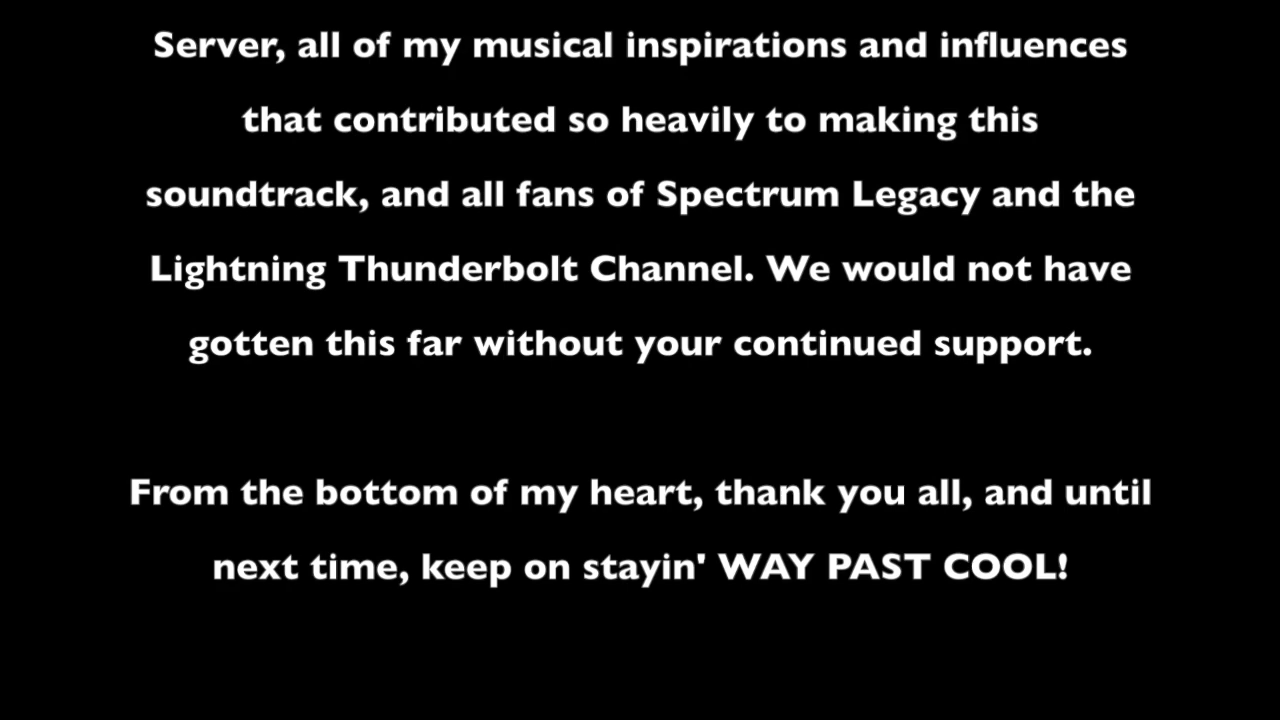 Server, all of my musical inspirations and influences
that contributed so heavily to making this
soundtrack, and all fans of Spectrum Legacy and the
Lightning Thunderbolt Channel. We would not have
gotten this far without your continued support.
From the bottom of my heart, thank you all, and until
next time, keep on stayin' WAY PAST COOL!